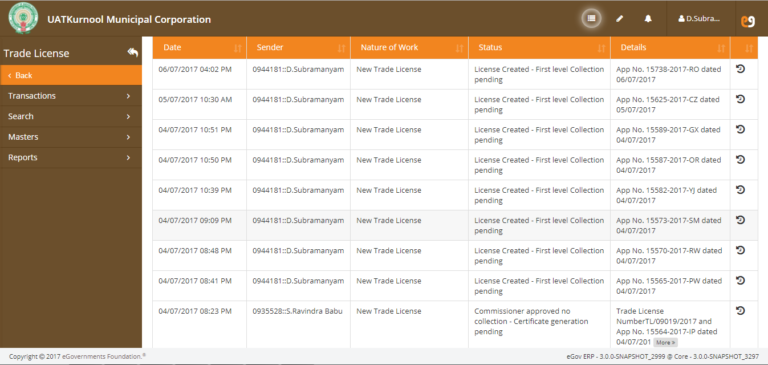 UATKurnool Municipal Corporation
D.Subra...
Trade License
Back
Transactions
Search
Masters
Reports
Date Sender Nature of Work Status Details
06/07/2017 04:02 PM 0944181::D.Subramanyam New Trade License License Created - First level Collection App No. 15738-2017-RO dated
pending 06/07/2017
05/07/2017 10:30 AM 0944181::D.Subramanyam New Trade License License Created - First level Collection App No. 15625-2017-CZ dated
pending 05/07/2017
04/07/2017 10:51 PM 0944181::D.Subramanyam New Trade License License Created - First level Collection App No. 15589-2017-GX dated
pending 04/07/2017
04/07/2017 10:50 PM 0944181::D.Subramanyam New Trade License License Created - First level Collection App No. 15587-2017-OR dated
pending 04/07/2017
04/07/2017 10:39 PM 0944181::D.Subramanyam New Trade License License Created - First level Collection App No. 15582-2017-YJ dated
pending 04/07/2017
04/07/2017 09:09 PM 0944181::D.Subramanyam New Trade License License Created - First level Collection App No. 15573-2017-SM dated
pending 04/07/2017
04/07/2017 08:48 PM 0944181::D.Subramanyam New Trade License License Created - First level Collection App No. 15570-2017-RW dated
pending 04/07/2017
04/07/2017 08:41 PM 0944181::D.Subramanyam New Trade License License Created - First level Collection App No. 15565-2017-PW dated
pending 04/07/2017
04/07/2017 08:23 PM 0935528::S.Ravindra Babu New Trade License Commissioner approved no Trade License
collection - Certificate generation NumberTL/09019/2017 and
pending App No. 15564-2017-IP dated
04/07/201 More »
Copyright © 2017 eGovernments Foundation.® eGov ERP - 3.0.0-SNAPSHOT_2999 @ Core - 3.0.0-SNAPSHOT_3297